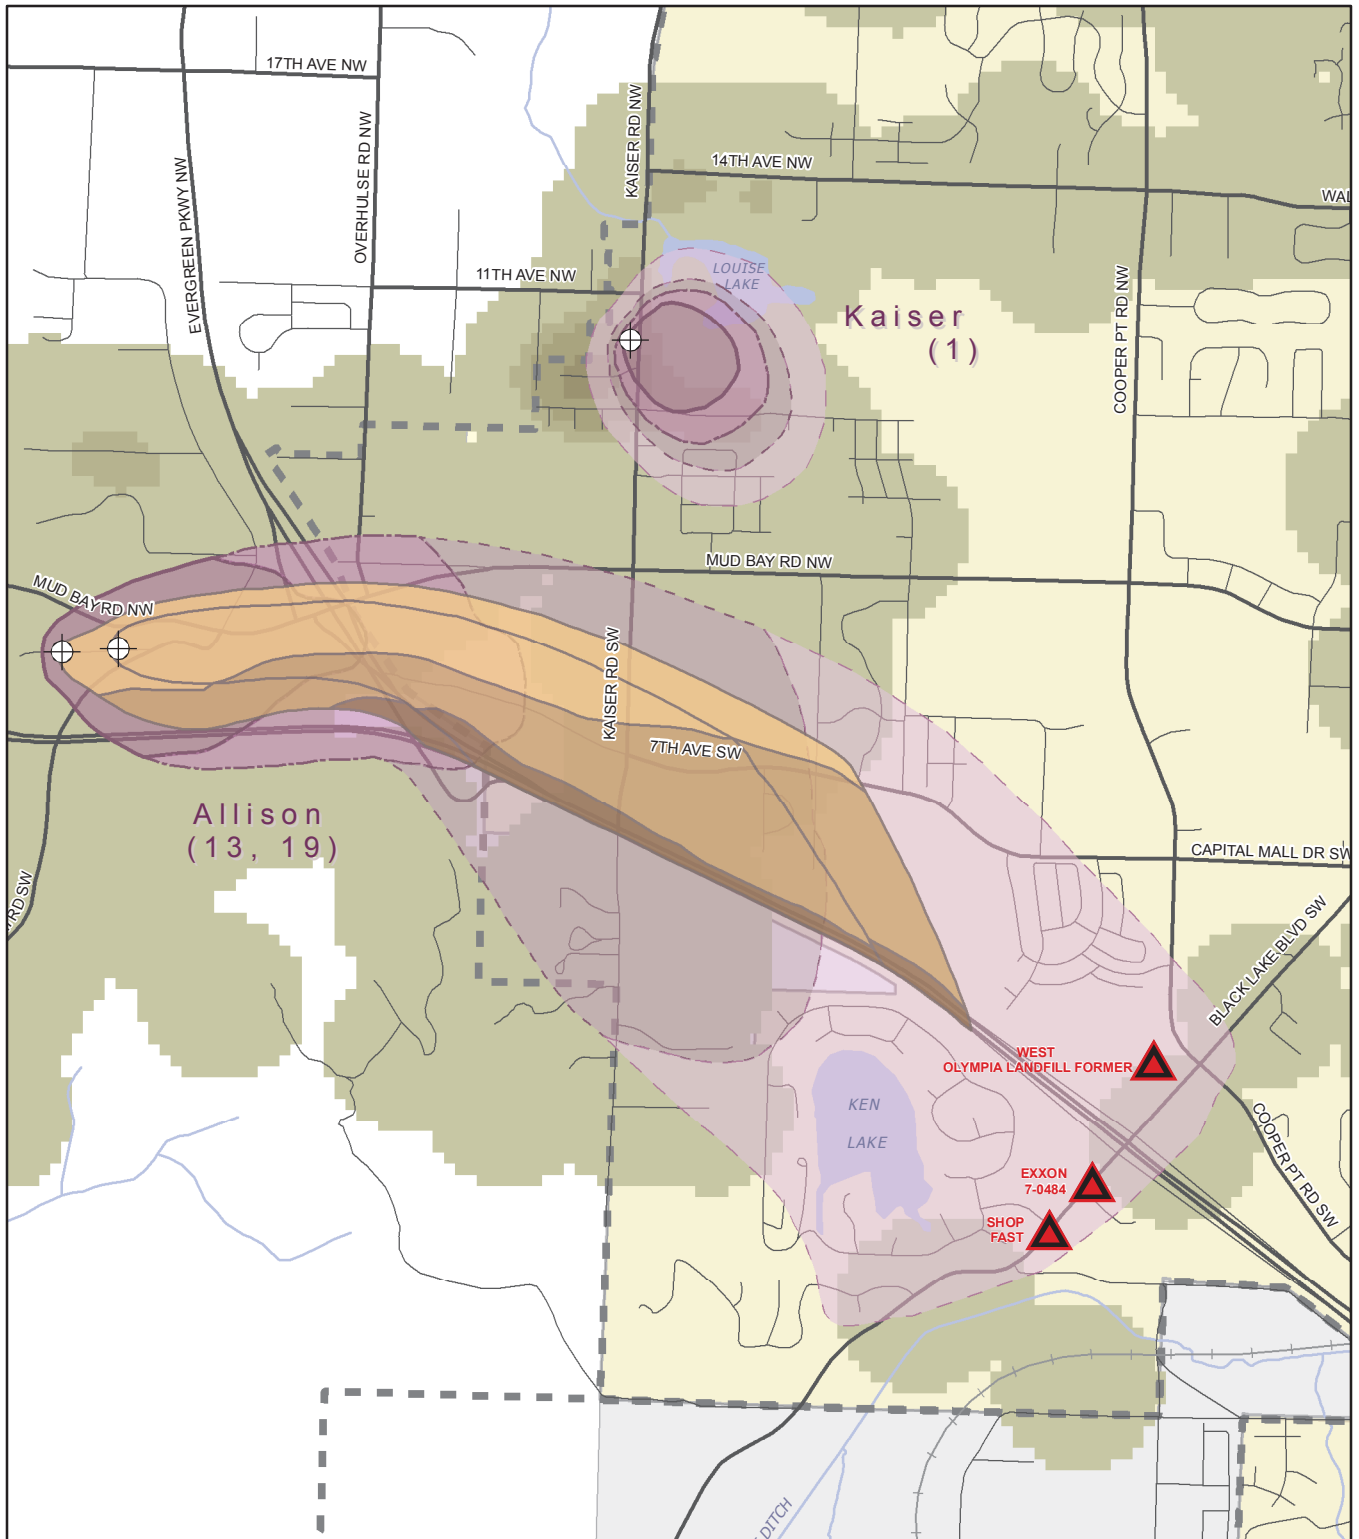 17TH AVE NW
KAISER RD NW
EVERGREEN PKWY NW
OVERHULSE RD NW
14TH AVE NW
11TH AVE NW
LOUISE
LAKE
COOPER PT RD NW
Kaiser
(1)
MUD BAY RD NW
MUD BAY RD NW
KAISER RD SW
7TH AVE SW
Allison
(13, 19)
CAPITAL MALL DR SW
RD SW
BLACK LAKE BLVD SW
WEST
OLYMPIA LANDFILL FORMER
KEN
LAKE
EXXON
7-0484
SHOP
FAST
COOPER PT RD SW
DITCH